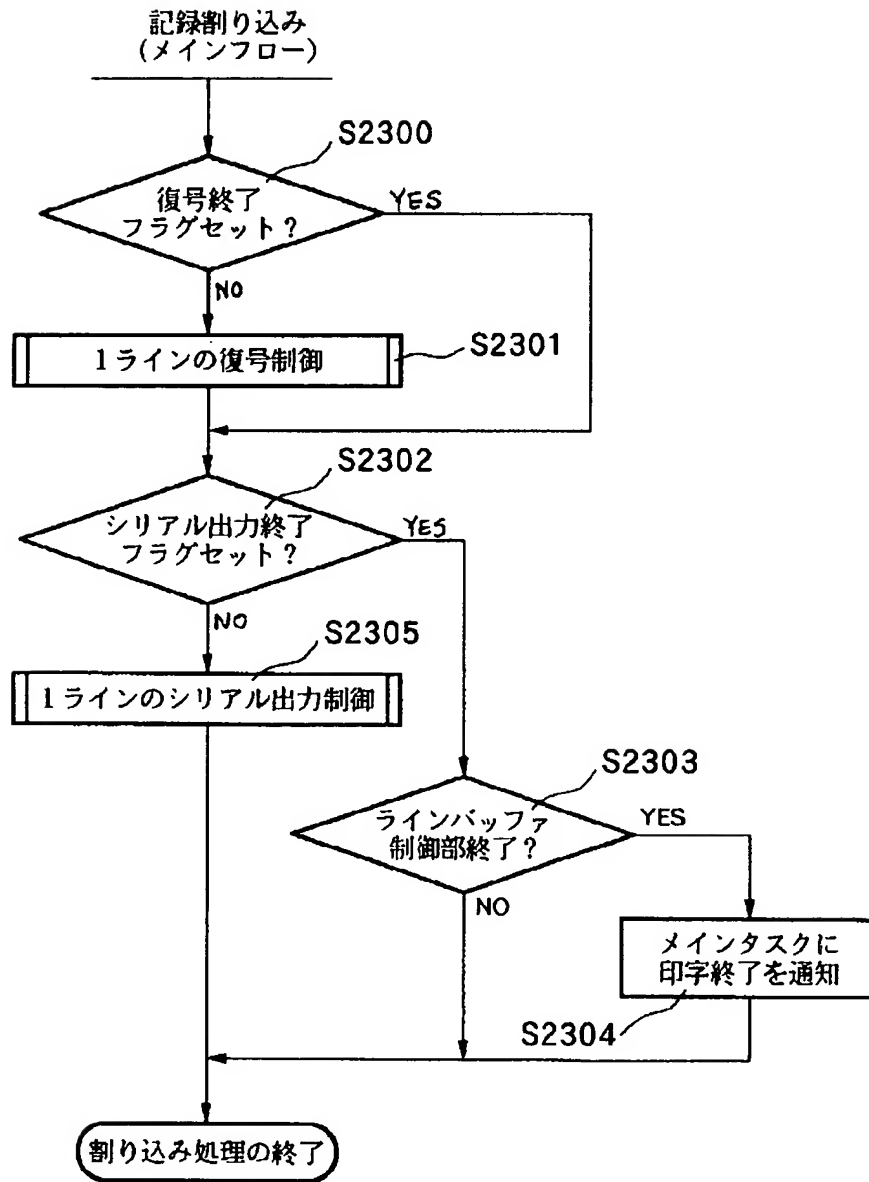 記録割り込み
(メインフロー)
S2300
復号終了
フラグセット?
YES
NO
1ラインの復号制御
S2301
S2302
シリアル出力終了
フラグセット?
YES
NO
S2305
1ラインのシリアル出力制御
S2303
ラインバッファ
制御部終了?
YES
NO
メインタスクに
印字終了を通知
S2304
割り込み処理の終了